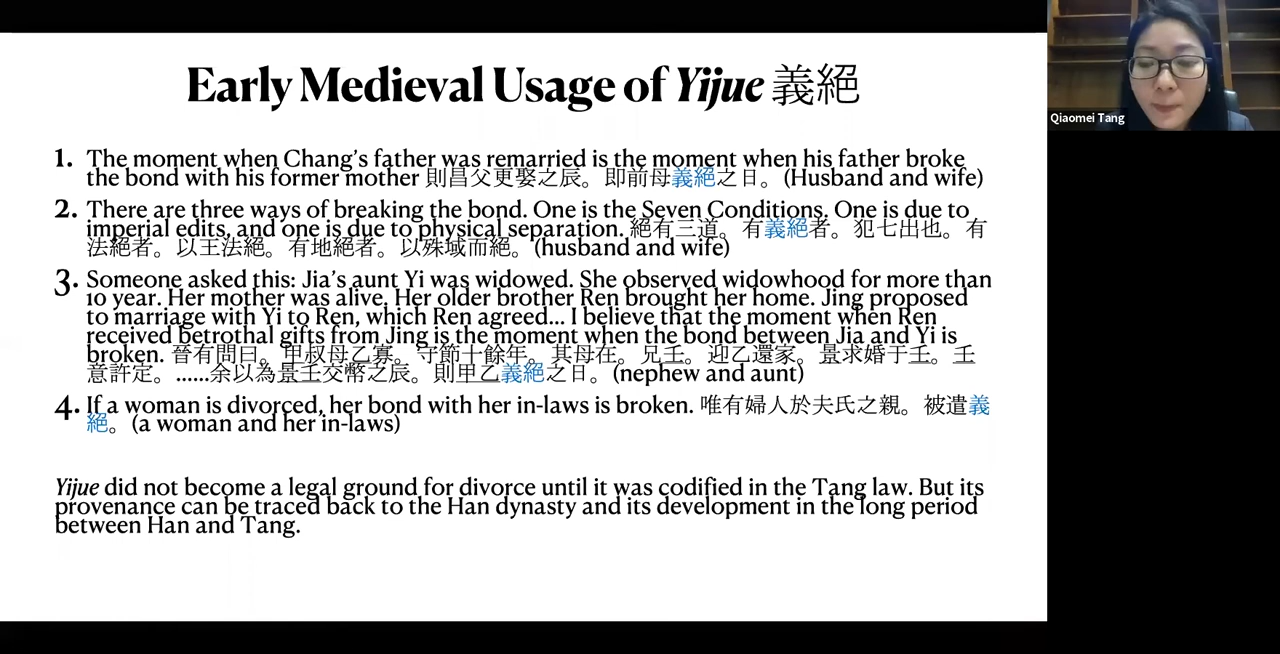 Early Medieval Usage of Yijue 義絕
Qiaomei Tang
1. The moment when Chang's father was remarried is the moment when his father broke
the bond with his former mother 則昌父更娶之辰。即前母義絕之日。(Husband and wife)
2. There are three ways of breaking the bond. One is the Seven Conditions. One is due to
imperial edits, and one is due to physical separation. 絕有三道。有義絕者。犯七出也。有
法絕者。以王法絕。有地絕者。以殊域而絕。(husband and wife)
3. Someone asked this: Jia's aunt Yi was widowed. She observed widowhood for more than
10 year. Her mother was alive. Her older brother Ren brought her home. Jing proposed
to marriage with Yi to Ren, which Ren agreed... I believe that the moment when Ren
received betrothal gifts from Jing is the moment when the bond between Jia and Yi is
broken. 晉有問曰。甲叔母乙寡。守節十餘年。其母在。兄壬。迎乙還家。景求婚于壬。壬
意許定。......余以為景壬交幣之辰。則甲乙義絕之日。(nephew and aunt)
4. If a woman is divorced, her bond with her in-laws is broken. 唯有婦人於夫氏之親。被遣義
絕。(a woman and her in-laws)
Yijue did not become a legal ground for divorce until it was codified in the Tang law. But its
provenance can be traced back to the Han dynasty and its development in the long period
between Han and Tang.